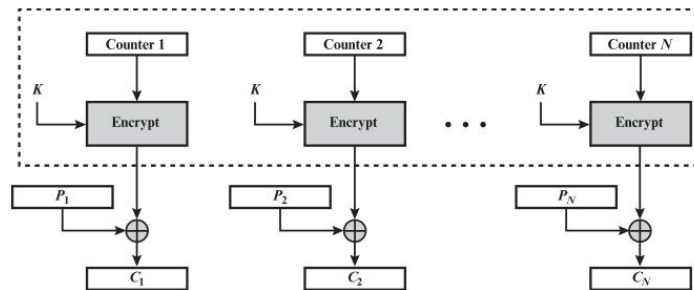 Counter 1 Counter 2 Counter N
K K K
Encrypt Encrypt • • • Encrypt
P1 P2 PN
C1 C2 CN